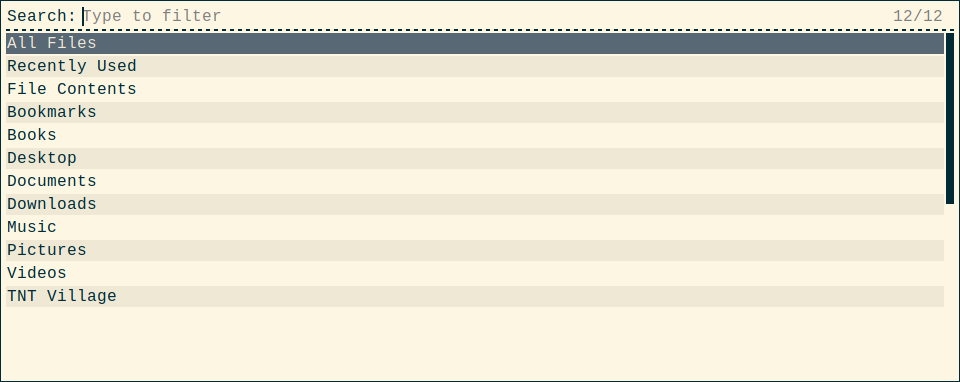 Search: Type to filter 12/12
All Files
Recently Used
File Contents
Bookmarks
Books
Desktop
Documents
Downloads
Music
Pictures
Videos
TNT Village